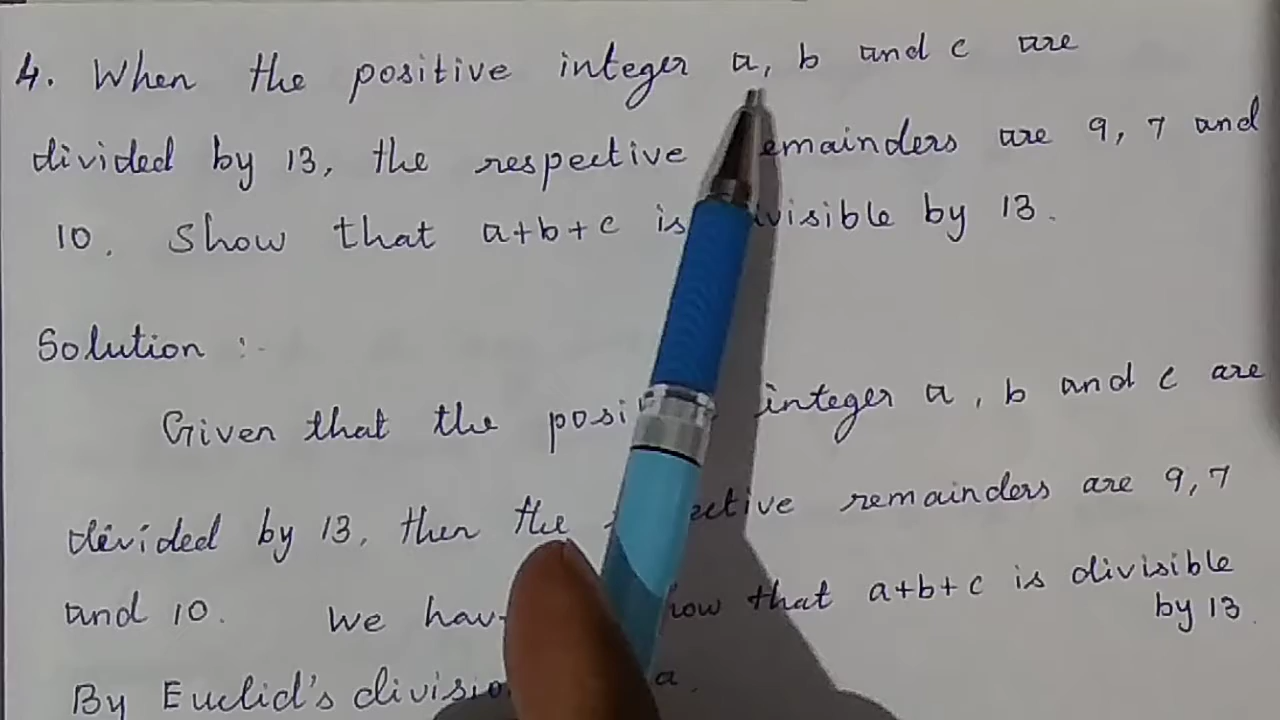 4. When the positive integer a, b and c are
divided by 13, the respective remainders are 9, 7 and
10. Show that a+b+c is divisible by 13.
Solution :-
Given that the integer a, b and c are
divided by 13, then the remainders are 9, 7
and 10. We that a+b+c is divisible
by 13.
By Euclid's